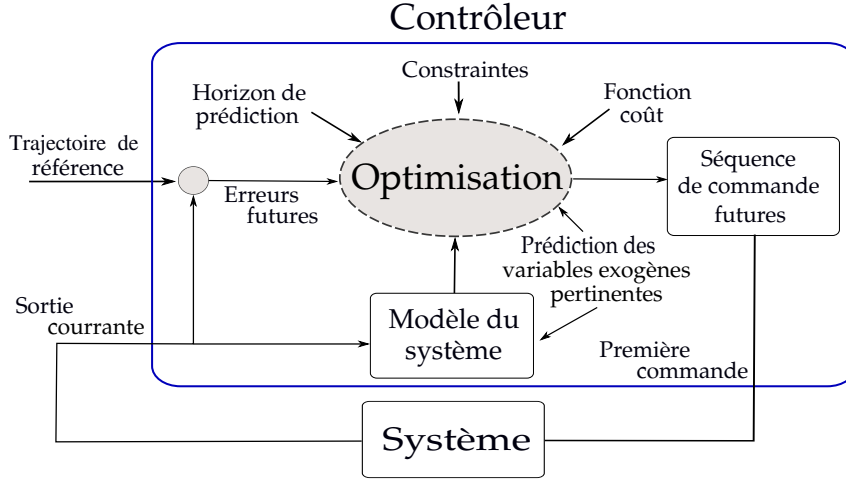 Contrôleur
Constraintes
Horizon de
prédiction
Fonction
coût
Trajectoire de
référence
Optimisation
Séquence
de commande
futures
Erreurs
futures
Prédiction des
variables exogènes
pertinentes
Sortie
courrante
Modèle du
système
Première
commande
Système